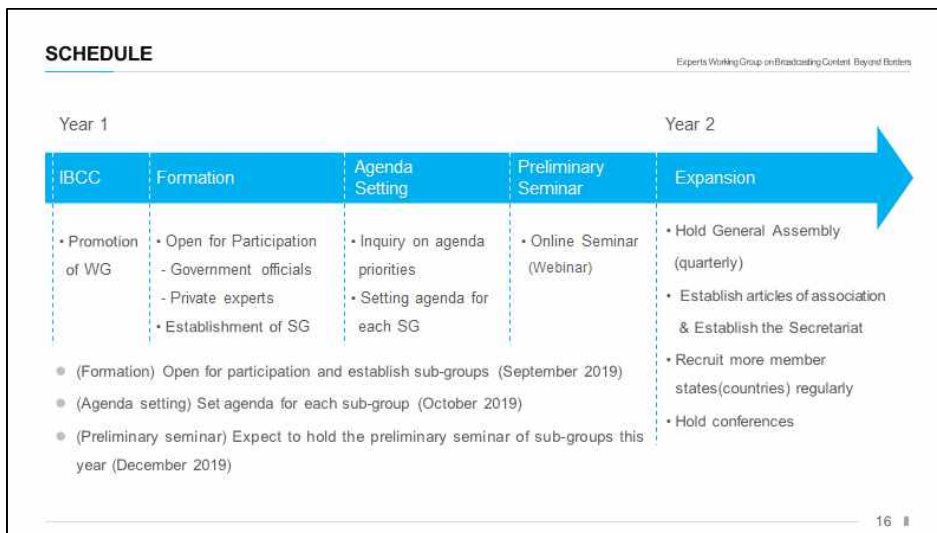 SCHEDULE
Experts Working Group on Broadcasting Content Beyond Borders
Year 1
Year 2
IBCC
Formation
Agenda
Setting
Preliminary
Seminar
Expansion
• Promotion
of WG
• Open for Participation
- Government officials
- Private experts
• Establishment of SG
• Inquiry on agenda
priorities
• Setting agenda for
each SG
• Online Seminar
(Webinar)
• Hold General Assembly
(quarterly)
• Establish articles of association
& Establish the Secretariat
• Recruit more member
states(countries) regularly
• Hold conferences
● (Formation) Open for participation and establish sub-groups (September 2019)
● (Agenda setting) Set agenda for each sub-group (October 2019)
● (Preliminary seminar) Expect to hold the preliminary seminar of sub-groups this
year (December 2019)
16